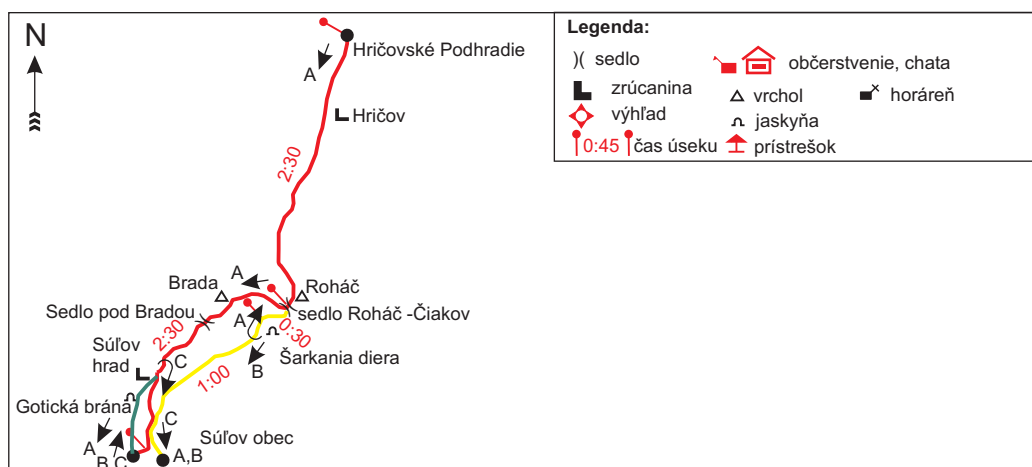 N
Hričovské Podhradie
A
Hričov
2:30
Brada
A
Roháč
Sedlo pod Bradou
A
sedlo Roháč -Čiakov
0:30
2:30
Súľov
hrad
C
B
Šarkania diera
1:00
Gotická brána
C
Súľov obec
A
B,C
A,B
Legenda:
)( sedlo
občerstvenie, chata
zrúcanina
vrchol
horáreň
výhľad
jaskyňa
0:45
čas úseku
prístrešok